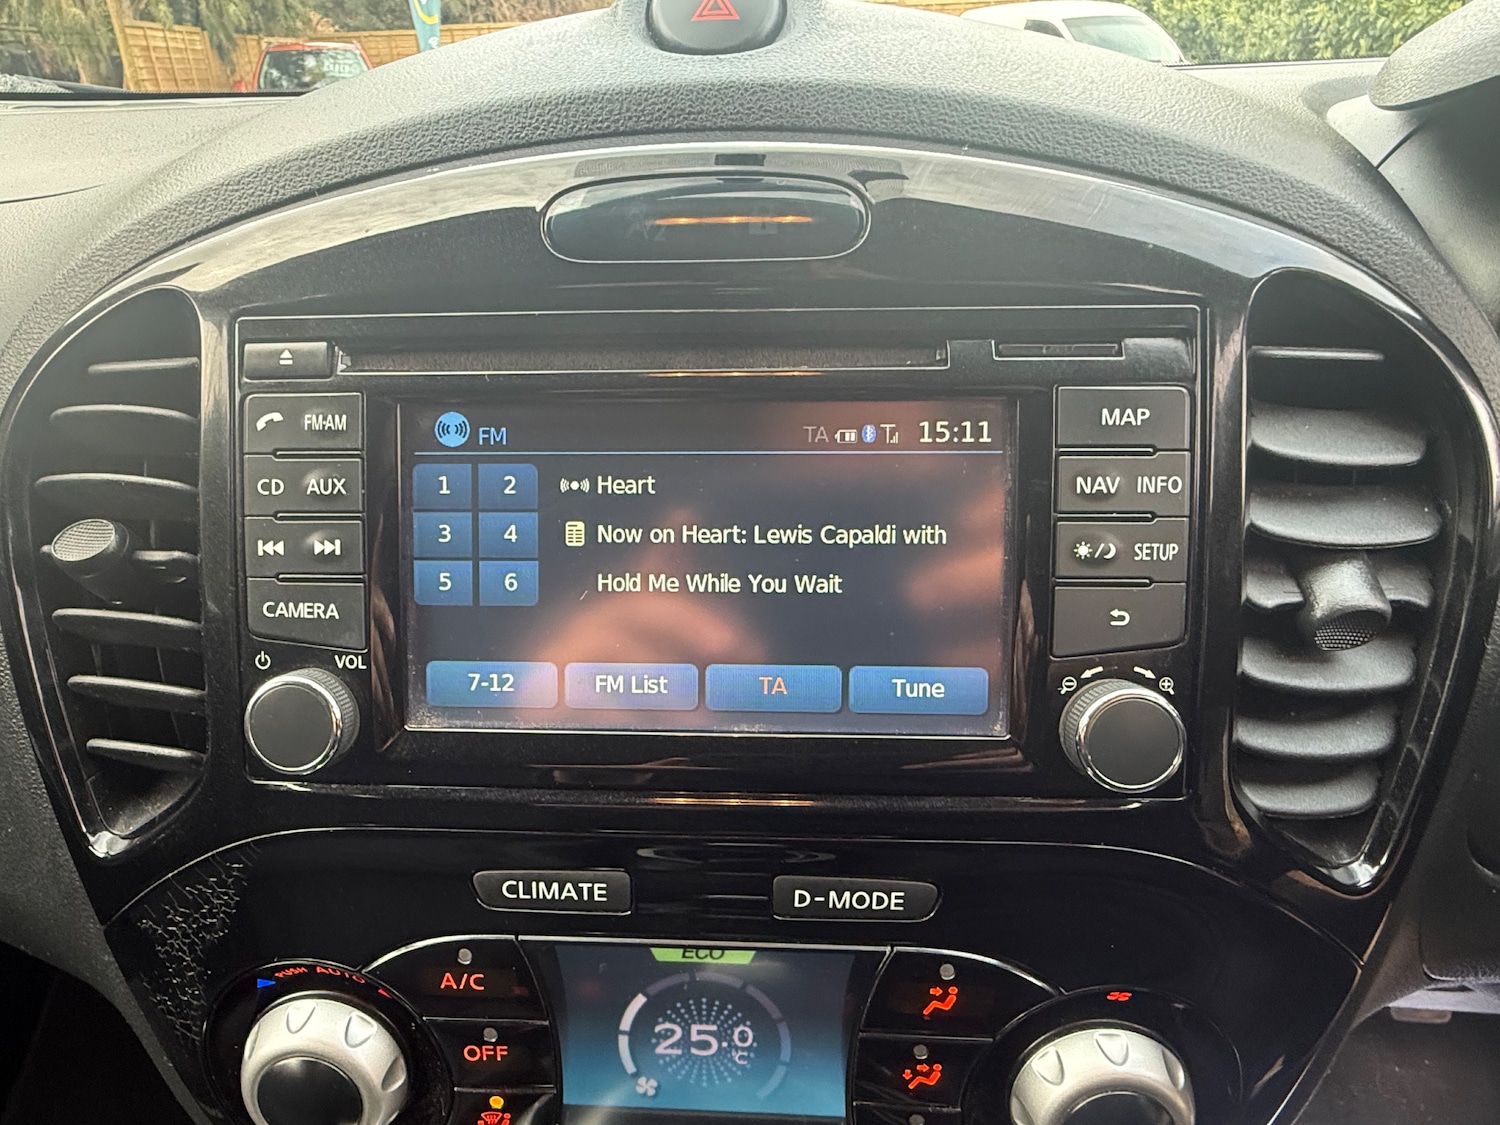 FM-AM
CD AUX
CAMERA
VOL
FM
TA
15:11
1 2
3 4
5 6
Heart
Now on Heart: Lewis Capaldi with
Hold Me While You Wait
7-12
FM List
TA
Tune
MAP
NAV INFO
SETUP
CLIMATE
D-MODE
PUSH AUTO
A/C
OFF
ECO
25.0
°C